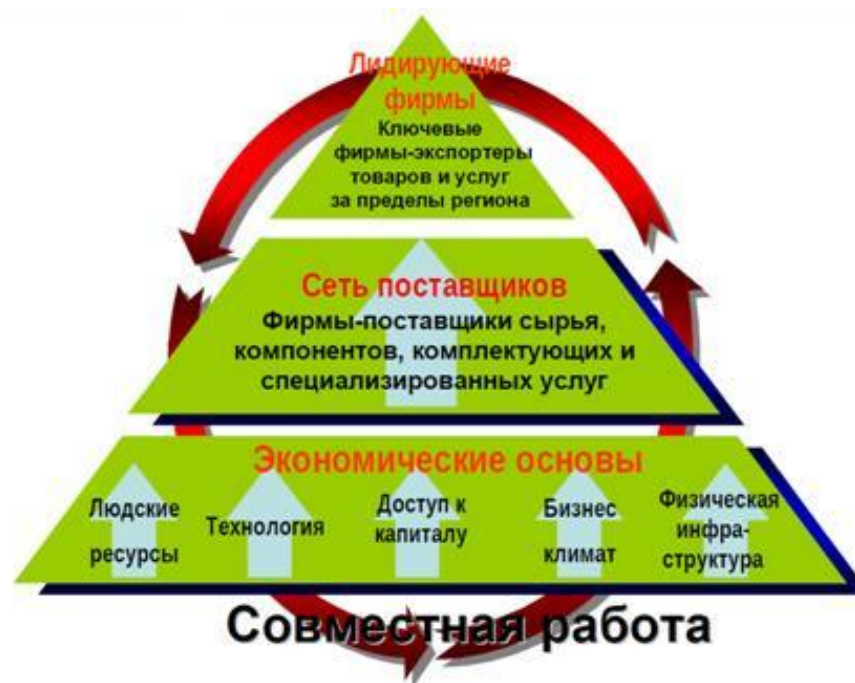 Лидирующие
фирмы
Ключевые
фирмы-экспортеры
товаров и услуг
за пределы региона
Сеть поставщиков
Фирмы-поставщики сырья,
компонентов, комплектующих и
специализированных услуг
Экономические основы
Людские
ресурсы
Технология
Доступ к
капиталу
Бизнес
климат
Физическая
инфра-
структура
Совместная работа